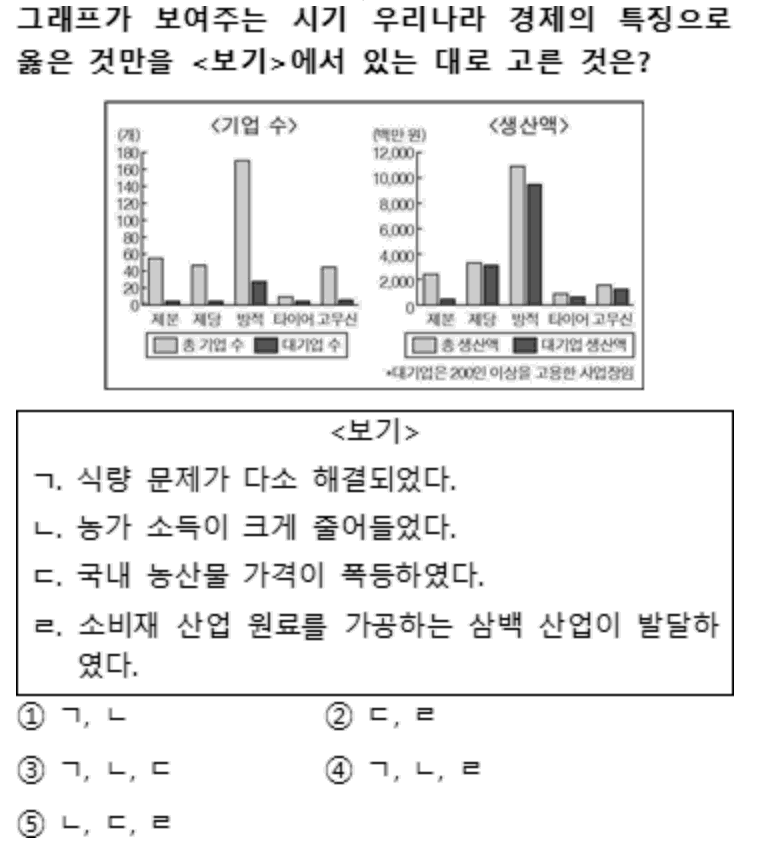 그래프가 보여주는 시기 우리나라 경제의 특징으로
옳은 것만을 <보기>에서 있는 대로 고른 것은?
<기업 수>
(개)
180
160
140
120
100
80
60
40
20
0
제분 제당 방적 타이어 고무신
총 기업 수 대기업 수
<생산액>
(백만 원)
12,000
10,000
8,000
6,000
4,000
2,000
0
제분 제당 방적 타이어 고무신
총 생산액 대기업 생산액
*대기업은 200인 이상을 고용한 사업장임
<보기>
ㄱ. 식량 문제가 다소 해결되었다.
ㄴ. 농가 소득이 크게 줄어들었다.
ㄷ. 국내 농산물 가격이 폭등하였다.
ㄹ. 소비재 산업 원료를 가공하는 삼백 산업이 발달하
였다.
① ㄱ, ㄴ ② ㄷ, ㄹ
③ ㄱ, ㄴ, ㄷ ④ ㄱ, ㄴ, ㄹ
⑤ ㄴ, ㄷ, ㄹ